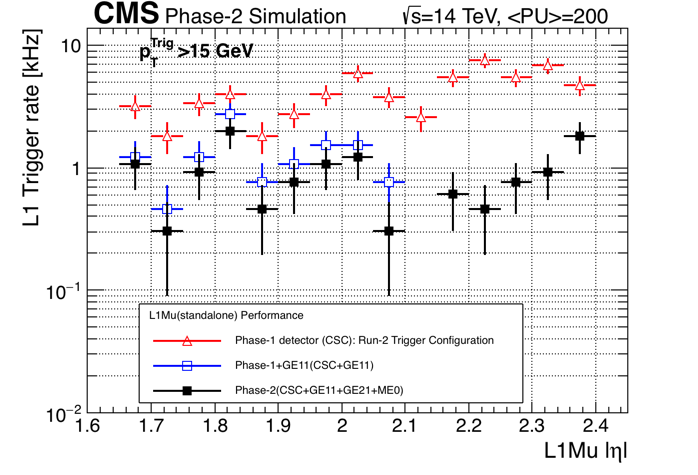 CMS Phase-2 Simulation √s=14 TeV, <PU>=200
p_T^Trig >15 GeV
L1 Trigger rate [kHz]
10
1
10⁻¹
10⁻²
L1Mu(standalone) Performance
Phase-1 detector (CSC): Run-2 Trigger Configuration
Phase-1+GE11(CSC+GE11)
Phase-2(CSC+GE11+GE21+ME0)
1.6 1.7 1.8 1.9 2 2.1 2.2 2.3 2.4
L1Mu |η|